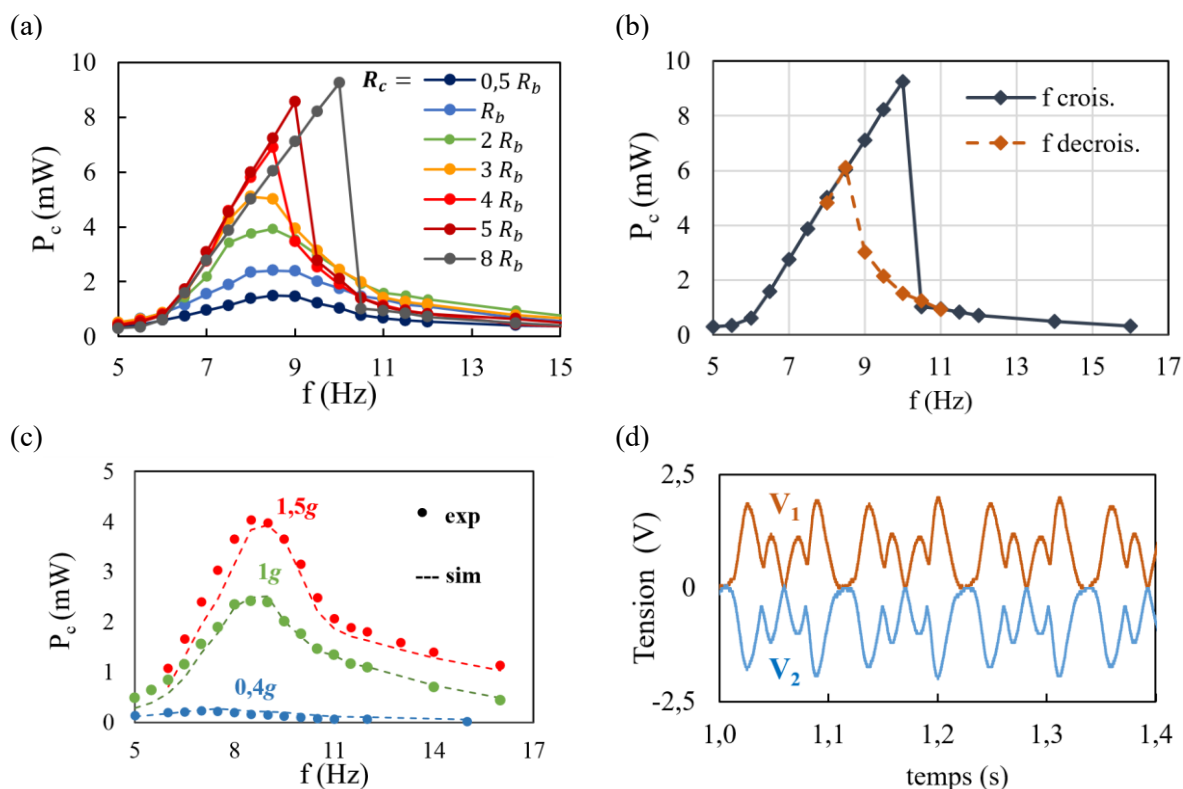 (a)
P_c (mW)
10
8
6
4
2
0
5 7 9 11 13 15
f (Hz)
R_c =
0,5 R_b
R_b
2 R_b
3 R_b
4 R_b
5 R_b
8 R_b
(b)
P_c (mW)
10
8
6
4
2
0
5 7 9 11 13 15 17
f (Hz)
f crois.
f decrois.
(c)
P_c (mW)
5
4
3
2
1
0
5 8 11 14 17
f (Hz)
1,5g
1g
0,4g
exp
sim
(d)
Tension (V)
2,5
0
-2,5
1,0 1,1 1,2 1,3 1,4
temps (s)
V_1
V_2